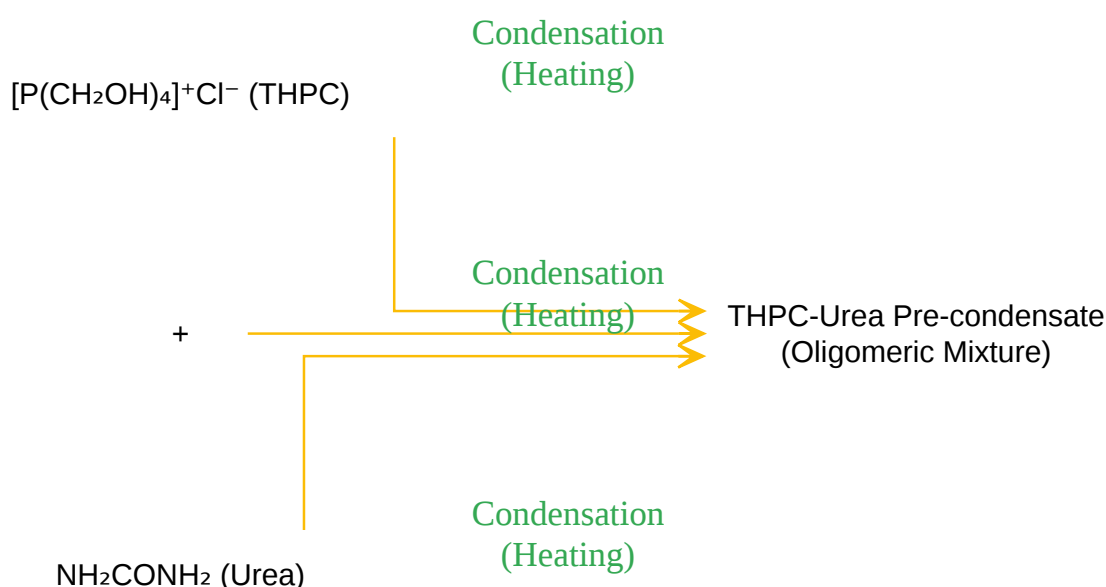 Condensation
(Heating)
[P(CH₂OH)₄]⁺Cl⁻ (THPC)
Condensation
(Heating)
+
THPC-Urea Pre-condensate
(Oligomeric Mixture)
Condensation
(Heating)
NH₂CONH₂ (Urea)